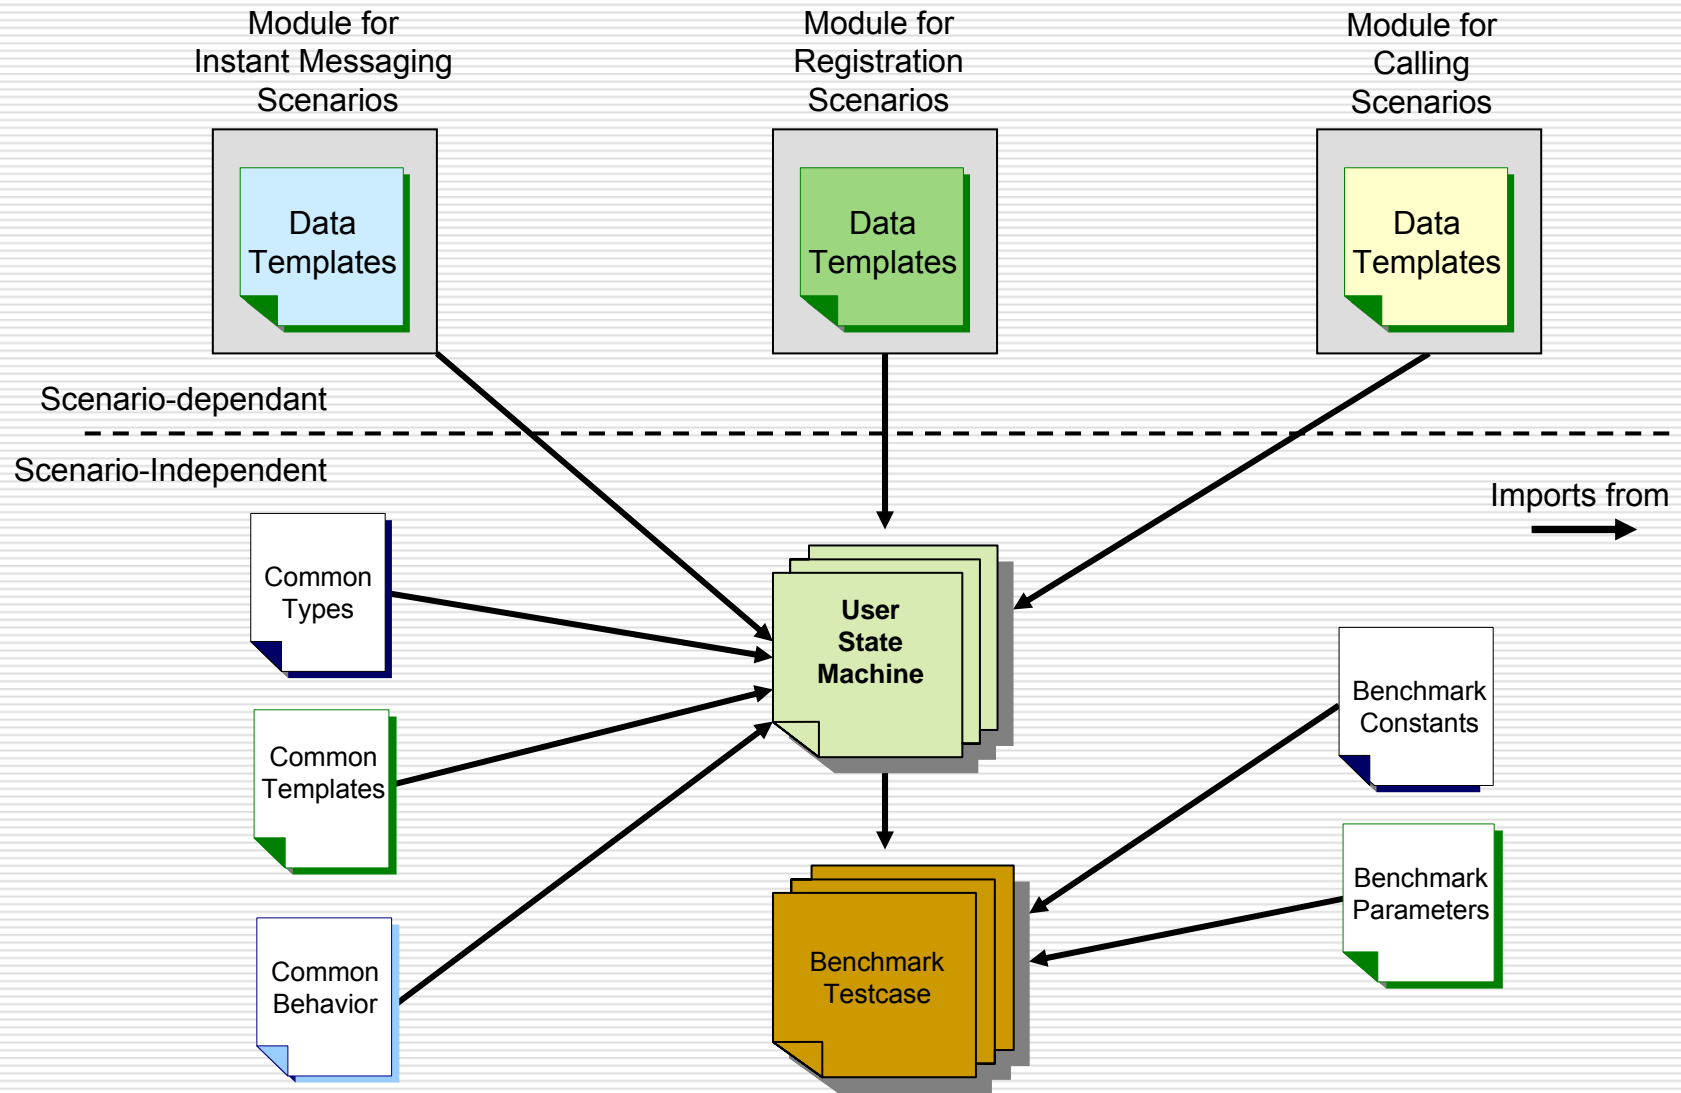 Module for
Instant Messaging
Scenarios
Module for
Registration
Scenarios
Module for
Calling
Scenarios
Data
Templates
Data
Templates
Data
Templates
Scenario-dependant
Scenario-Independent
Imports from
Common
Types
User
State
Machine
Benchmark
Constants
Common
Templates
Benchmark
Parameters
Common
Behavior
Benchmark
Testcase